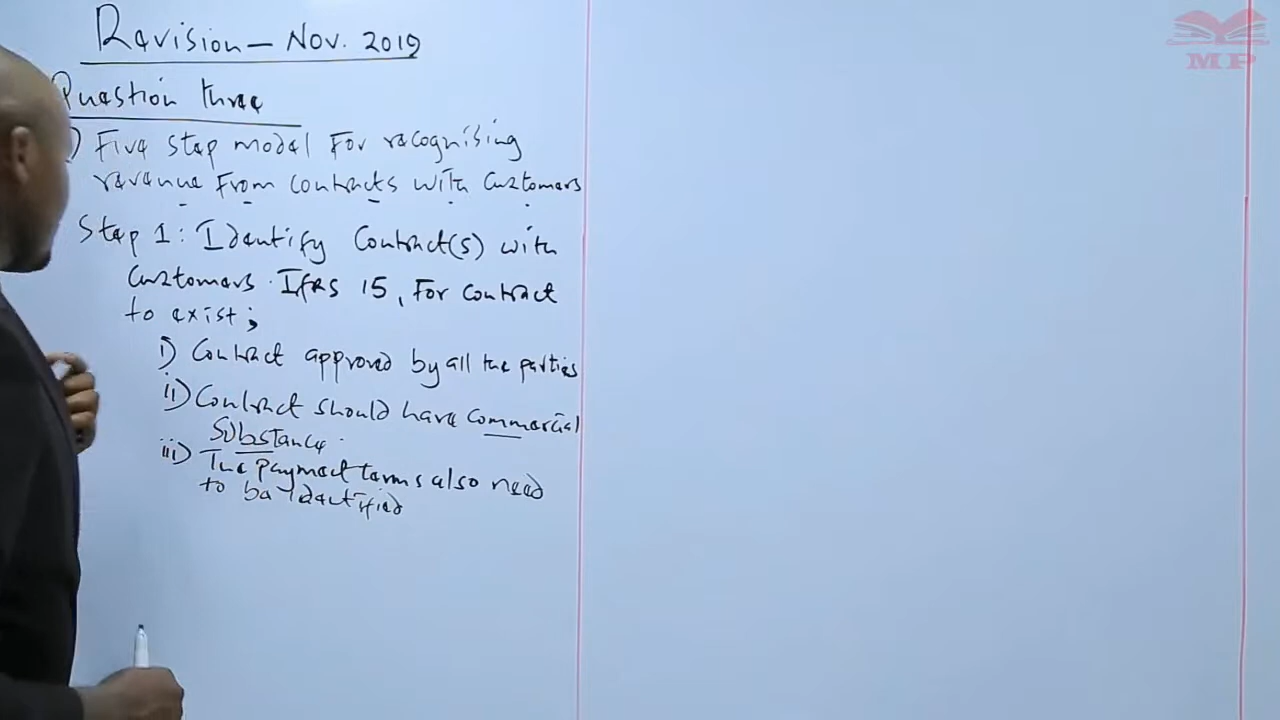 Revision - Nov. 2019
Question three
) Five step model for recognising
revenue from contracts with customers
Step 1: Identify Contract(s) with
customers. IFRS 15, for contract
to exist;
i) Contract approved by all the parties
ii) Contract should have commercial
substance.
iii) The payment terms also need
to be identified
MP